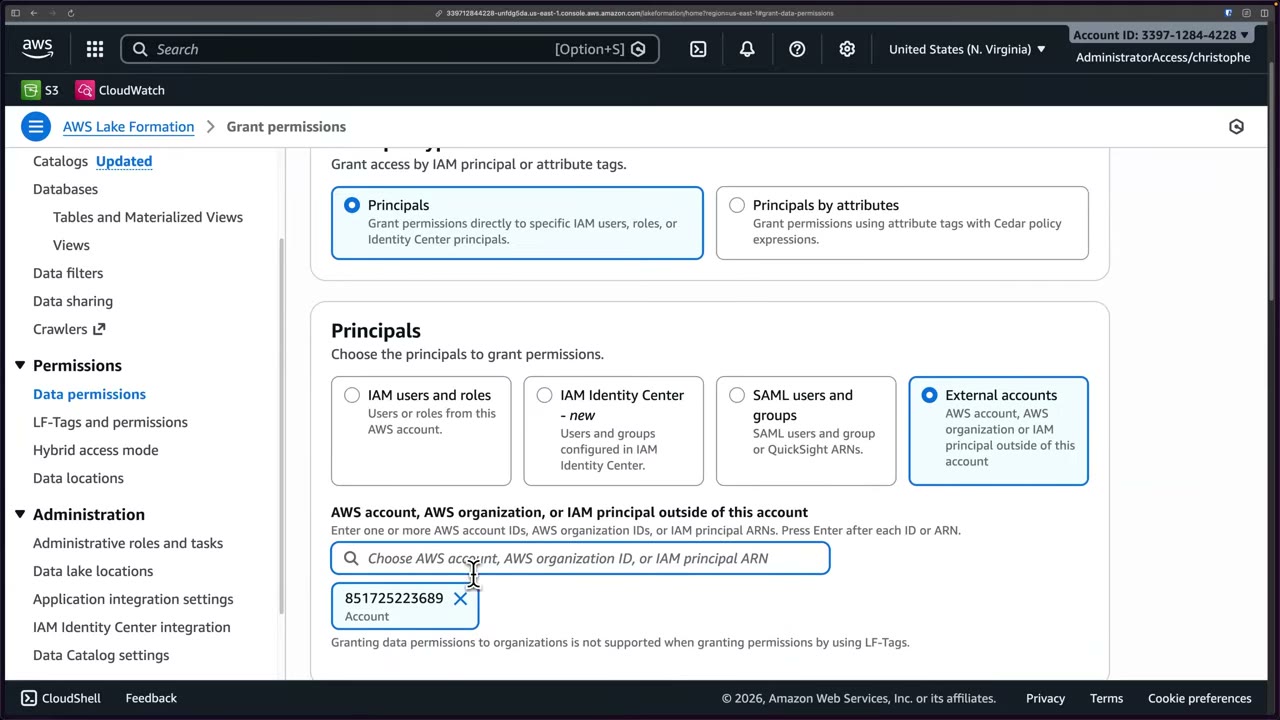 339712844228-unfdg5da.us-east-1.console.aws.amazon.com/lakeformation/home?region=us-east-1#grant-data-permissions
aws
Search
[Option+S]
United States (N. Virginia)
Account ID: 3397-1284-4228
AdministratorAccess/christophe
S3
CloudWatch
AWS Lake Formation
Grant permissions
Catalogs Updated
Databases
Tables and Materialized Views
Views
Data filters
Data sharing
Crawlers
Permissions
Data permissions
LF-Tags and permissions
Hybrid access mode
Data locations
Administration
Administrative roles and tasks
Data lake locations
Application integration settings
IAM Identity Center integration
Data Catalog settings
Grant access by IAM principal or attribute tags.
Principals
Grant permissions directly to specific IAM users, roles, or
Identity Center principals.
Principals by attributes
Grant permissions using attribute tags with Cedar policy
expressions.
Principals
Choose the principals to grant permissions.
IAM users and roles
Users or roles from this
AWS account.
IAM Identity Center
- new
Users and groups
configured in IAM
Identity Center.
SAML users and
groups
SAML users and group
or QuickSight ARNs.
External accounts
AWS account, AWS
organization or IAM
principal outside of this
account
AWS account, AWS organization, or IAM principal outside of this account
Enter one or more AWS account IDs, AWS organization IDs, or IAM principal ARNs. Press Enter after each ID or ARN.
Choose AWS account, AWS organization ID, or IAM principal ARN
851725223689
Account
Granting data permissions to organizations is not supported when granting permissions by using LF-Tags.
CloudShell
Feedback
© 2026, Amazon Web Services, Inc. or its affiliates.
Privacy
Terms
Cookie preferences